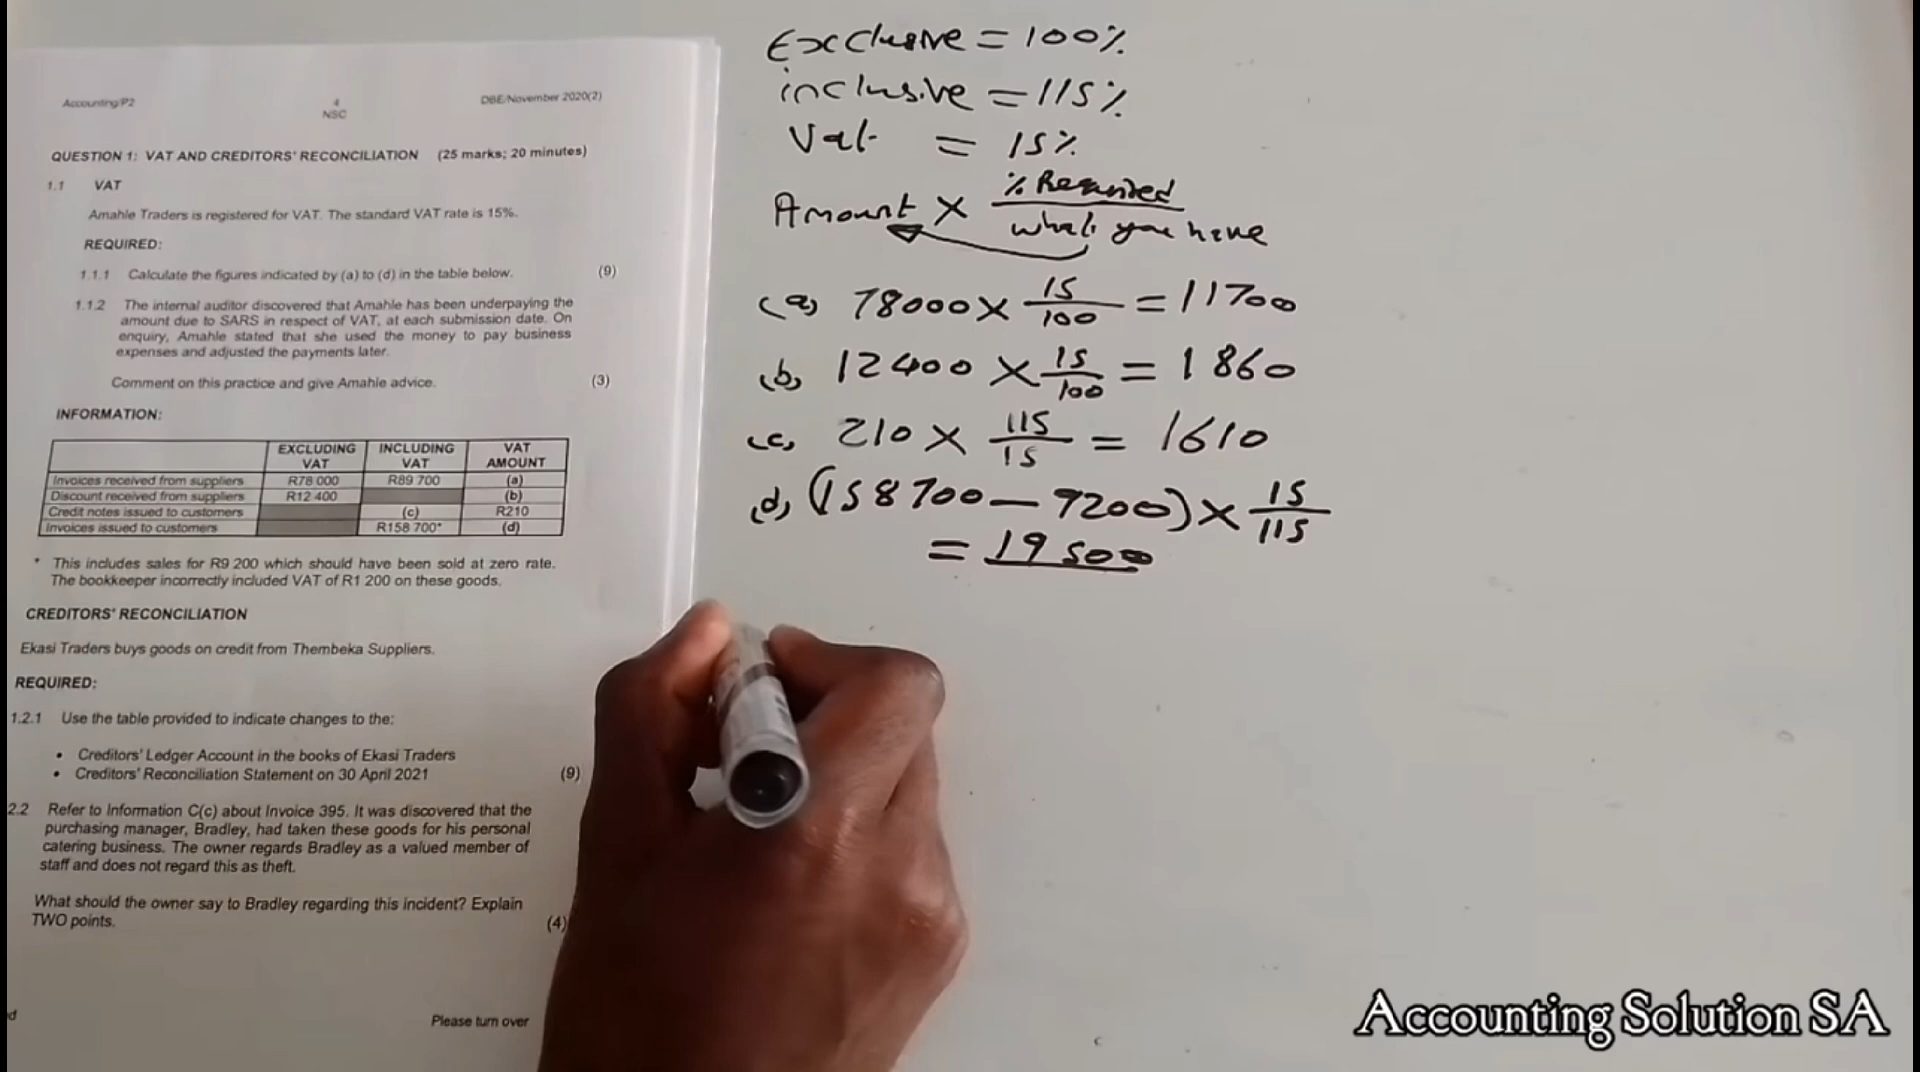 Accounting/P2
4
NSC
DBE/November 2020(2)
QUESTION 1: VAT AND CREDITORS' RECONCILIATION (25 marks; 20 minutes)
1.1 VAT
Amahle Traders is registered for VAT. The standard VAT rate is 15%.
REQUIRED:
1.1.1 Calculate the figures indicated by (a) to (d) in the table below. (9)
1.1.2 The internal auditor discovered that Amahle has been underpaying the
amount due to SARS in respect of VAT, at each submission date. On
enquiry, Amahle stated that she used the money to pay business
expenses and adjusted the payments later.
Comment on this practice and give Amahle advice. (3)
INFORMATION:
EXCLUDING VAT INCLUDING VAT VAT AMOUNT
Invoices received from suppliers R78 000 R89 700 (a)
Discount received from suppliers R12 400 (b)
Credit notes issued to customers (c) R210
Invoices issued to customers R158 700* (d)
* This includes sales for R9 200 which should have been sold at zero rate.
The bookkeeper incorrectly included VAT of R1 200 on these goods.
CREDITORS' RECONCILIATION
Ekasi Traders buys goods on credit from Thembeka Suppliers.
REQUIRED:
1.2.1 Use the table provided to indicate changes to the:
• Creditors' Ledger Account in the books of Ekasi Traders
• Creditors' Reconciliation Statement on 30 April 2021 (9)
2.2 Refer to Information C(c) about Invoice 395. It was discovered that the
purchasing manager, Bradley, had taken these goods for his personal
catering business. The owner regards Bradley as a valued member of
staff and does not regard this as theft.
What should the owner say to Bradley regarding this incident? Explain
TWO points. (4)
d
Please turn over
Exclusive = 100%
inclusive = 115%
Vat = 15%
Amount × % Required / what you have
(a) 78000 × 15/100 = 11700
(b) 12400 × 15/100 = 1860
(c) 210 × 115/15 = 1610
(d) (158700 — 9200) × 15/115
= 19500
Accounting Solution SA